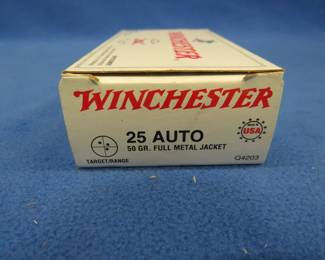 WINCHESTER
25 AUTO
50 GR. FULL METAL JACKET
TARGET/RANGE
USA
Q4203